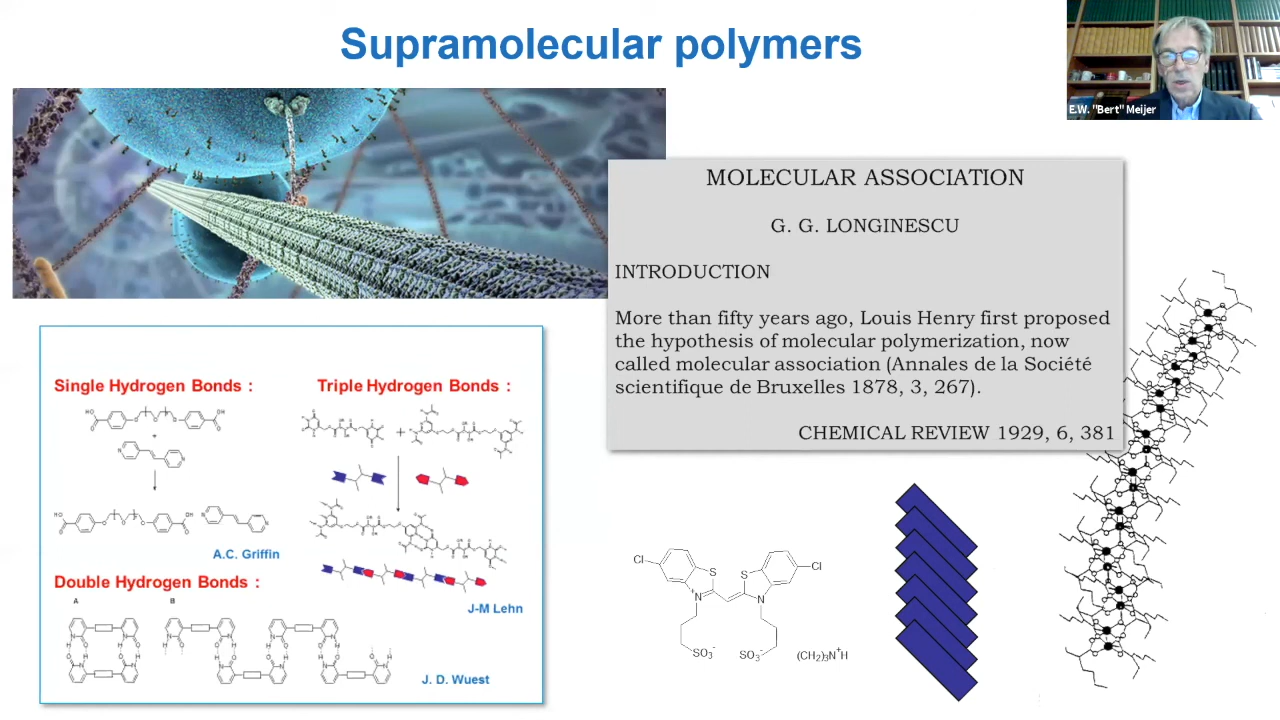 Supramolecular polymers
E.W. "Bert" Meijer
MOLECULAR ASSOCIATION
G. G. LONGINESCU
INTRODUCTION
More than fifty years ago, Louis Henry first proposed
the hypothesis of molecular polymerization, now
called molecular association (Annales de la Société
scientifique de Bruxelles 1878, 3, 267).
CHEMICAL REVIEW 1929, 6, 381
Single Hydrogen Bonds :
A.C. Griffin
Double Hydrogen Bonds :
A
B
J. D. Wuest
Triple Hydrogen Bonds :
J-M Lehn
Cl
S
S
Cl
N+
N
SO3-
SO3-
(CH2)3N+H